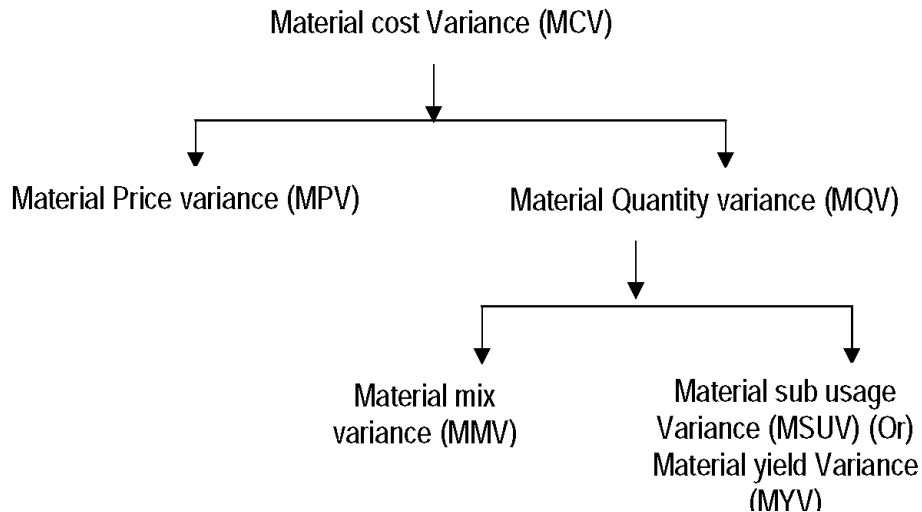 Material cost Variance (MCV)
Material Price variance (MPV)
Material Quantity variance (MQV)
Material mix
variance (MMV)
Material sub usage
Variance (MSUV) (Or)
Material yield Variance
(MYV)